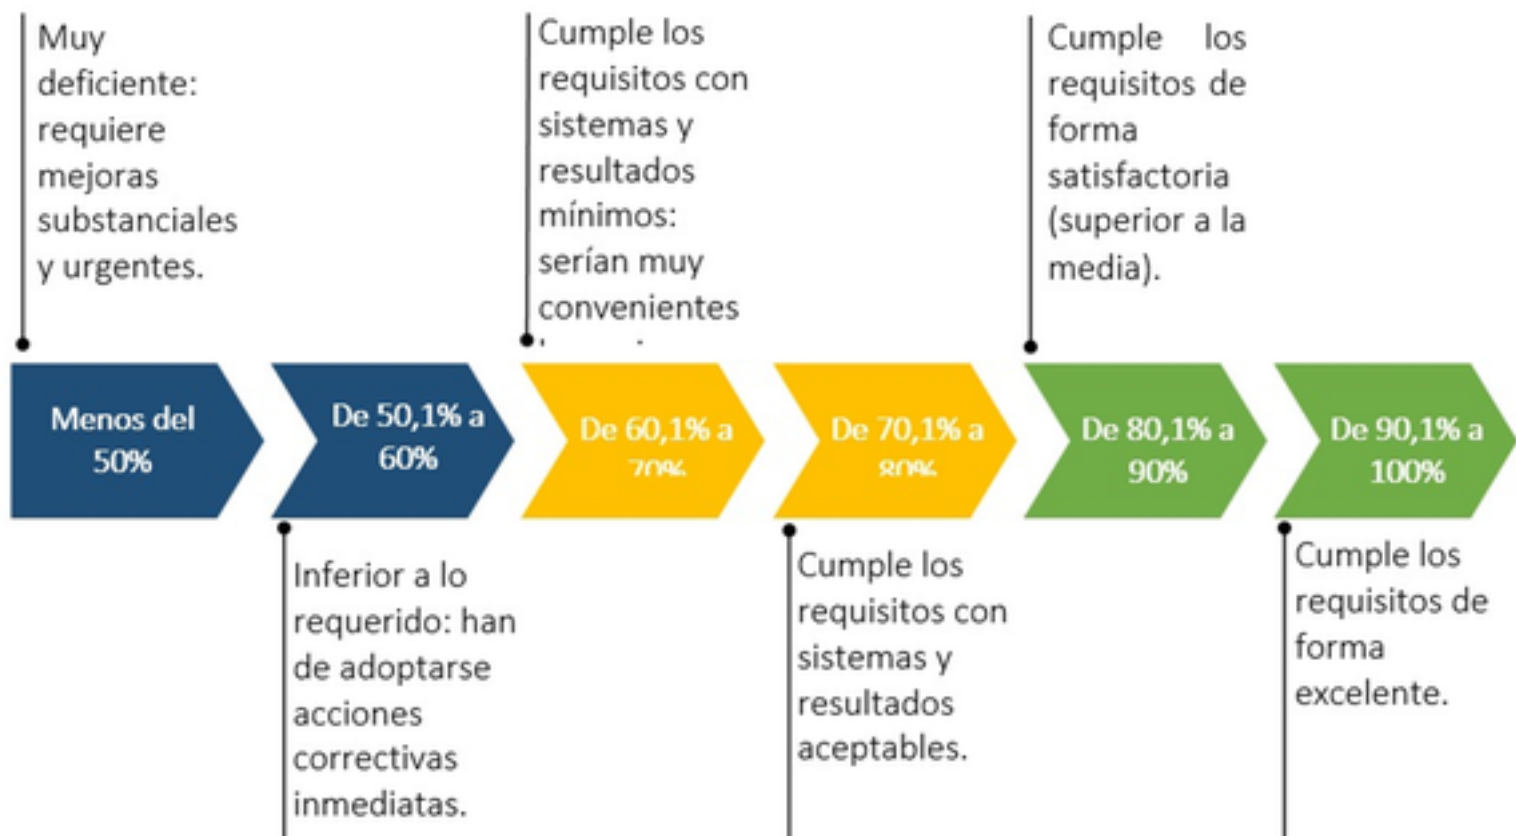 Muy
deficiente:
requiere
mejoras
substanciales
y urgentes.
Cumple los
requisitos con
sistemas y
resultados
mínimos:
serían muy
convenientes
Cumple los
requisitos de
forma
satisfactoria
(superior a la
media).
Menos del
50%
De 50,1% a
60%
De 60,1% a
70%
De 70,1% a
80%
De 80,1% a
90%
De 90,1% a
100%
Inferior a lo
requerido: han
de adoptarse
acciones
correctivas
inmediatas.
Cumple los
requisitos con
sistemas y
resultados
aceptables.
Cumple los
requisitos de
forma
excelente.